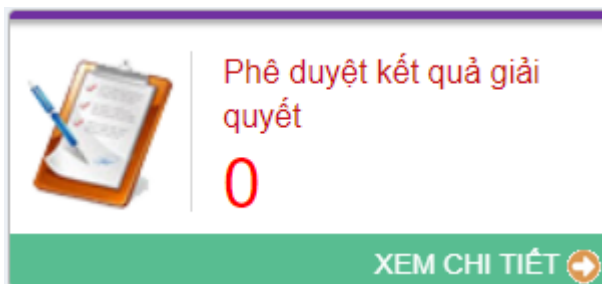 Phê duyệt kết quả giải
quyết
0
XEM CHI TIẾT